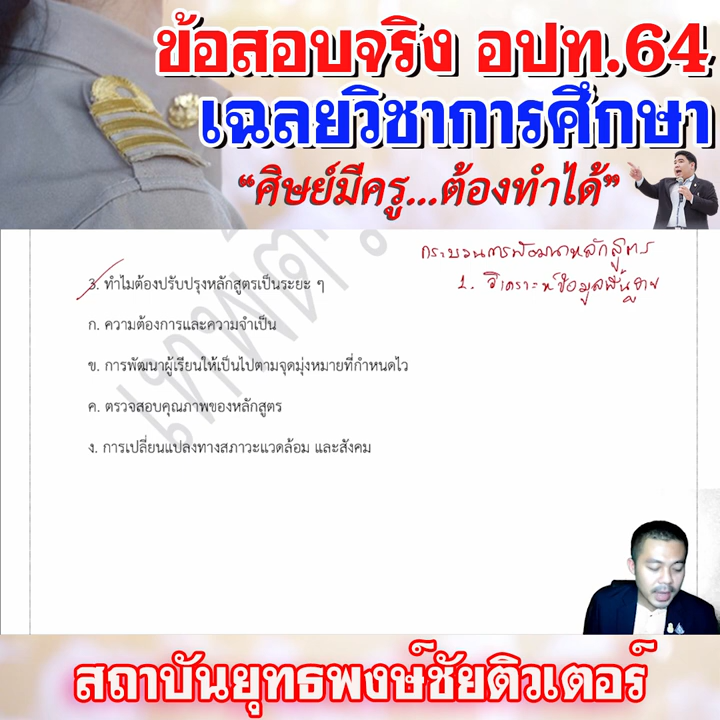 ข้อสอบจริง อปท.64
เฉลยวิชาการศึกษา
“ศิษย์มีครู...ต้องทำได้”
กระบวนการพัฒนาหลักสูตร
1. วิเคราะห์ข้อมูลพื้นฐาน
3. ทำไมต้องปรับปรุงหลักสูตรเป็นระยะ ๆ
ก. ความต้องการและความจำเป็น
ข. การพัฒนาผู้เรียนให้เป็นไปตามจุดมุ่งหมายที่กำหนดไว
ค. ตรวจสอบคุณภาพของหลักสูตร
ง. การเปลี่ยนแปลงทางสภาวะแวดล้อม และสังคม
สถาบันยุทธพงษ์ชัยติวเตอร์